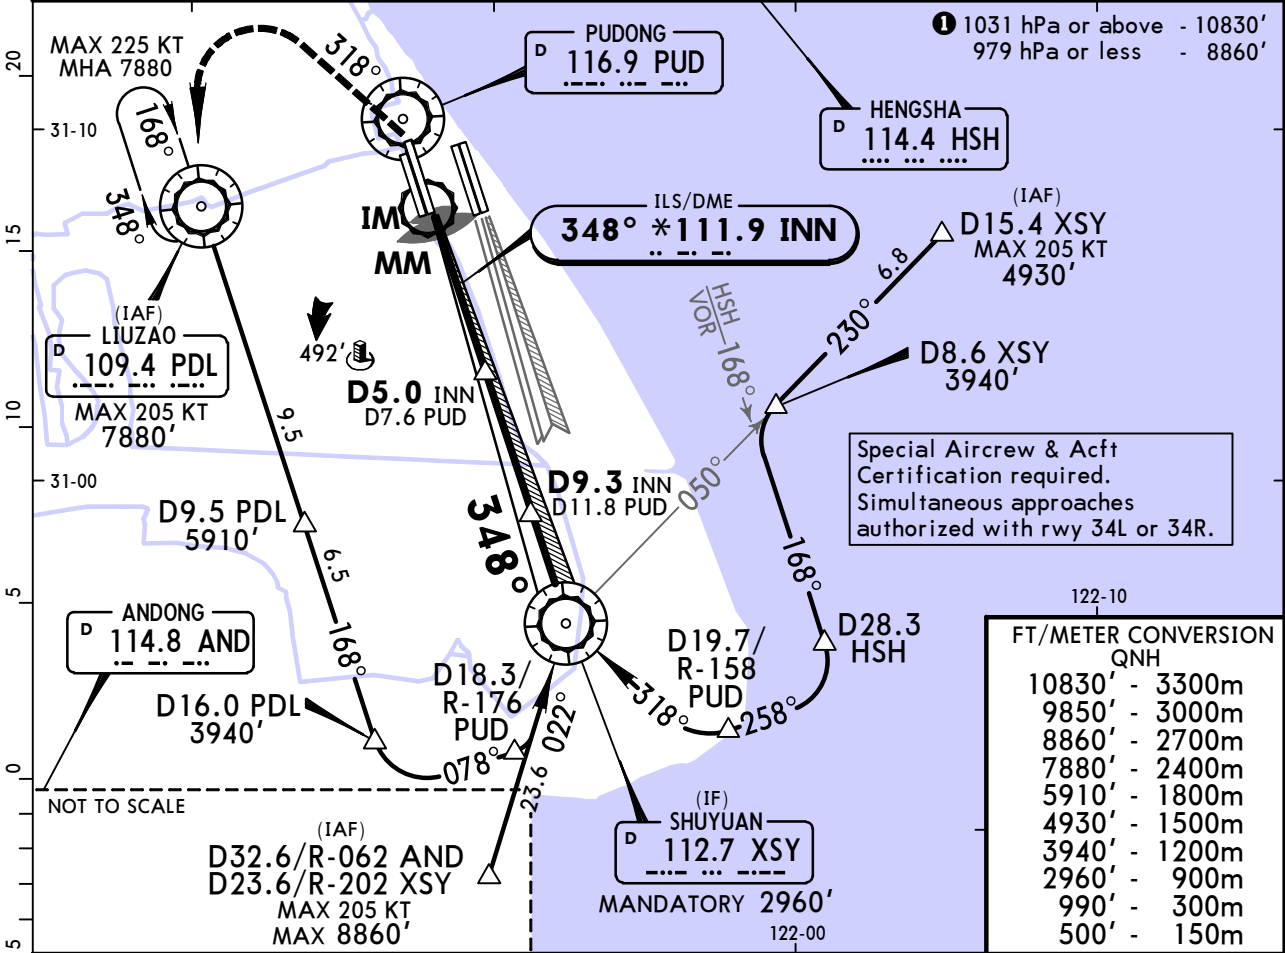 MAX 225 KT
MHA 7880
318°
PUDONG
D 116.9 PUD
❶ 1031 hPa or above - 10830'
979 hPa or less - 8860'
20
31-10
168°
348°
HENGSHA
D 114.4 HSH
IM
MM
ILS/DME
348° *111.9 INN
(IAF)
D15.4 XSY
MAX 205 KT
4930'
15
6.8
230°
HSH
VOR
168°
(IAF)
LIUZAO
D 109.4 PDL
MAX 205 KT
7880'
492'
D5.0 INN
D7.6 PUD
D8.6 XSY
3940'
10
9.5
31-00
050°
D9.3 INN
D11.8 PUD
Special Aircrew & Acft
Certification required.
Simultaneous approaches
authorized with rwy 34L or 34R.
D9.5 PDL
5910'
348°
6.5
168°
168°
5
ANDONG
D 114.8 AND
122-10
D28.3
HSH
D19.7/
R-158
PUD
318°
258°
D18.3/
R-176
PUD
022°
D16.0 PDL
3940'
078°
0
NOT TO SCALE
23.6
(IAF)
D32.6/R-062 AND
D23.6/R-202 XSY
MAX 205 KT
MAX 8860'
(IF)
SHUYUAN
D 112.7 XSY
MANDATORY 2960'
122-00
5
FT/METER CONVERSION
QNH
10830' - 3300m
9850' - 3000m
8860' - 2700m
7880' - 2400m
5910' - 1800m
4930' - 1500m
3940' - 1200m
2960' - 900m
990' - 300m
500' - 150m